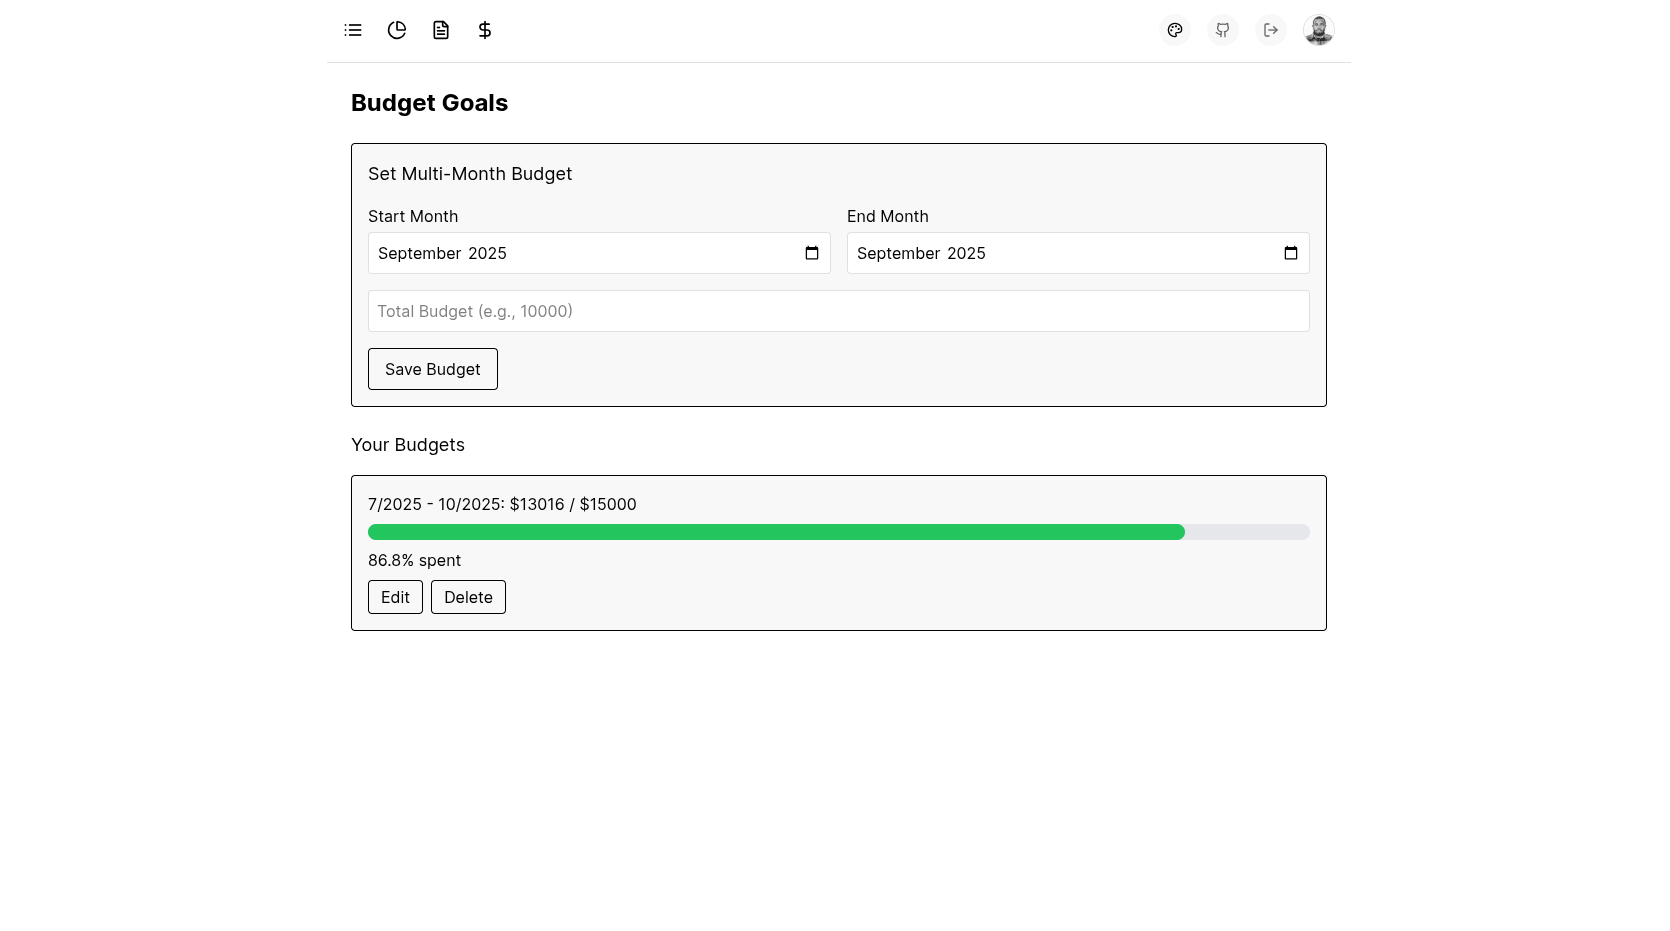 Budget Goals
Set Multi-Month Budget
Start Month
End Month
September 2025
September 2025
Total Budget (e.g., 10000)
Save Budget
Your Budgets
7/2025 - 10/2025: $13016 / $15000
86.8% spent
Edit
Delete